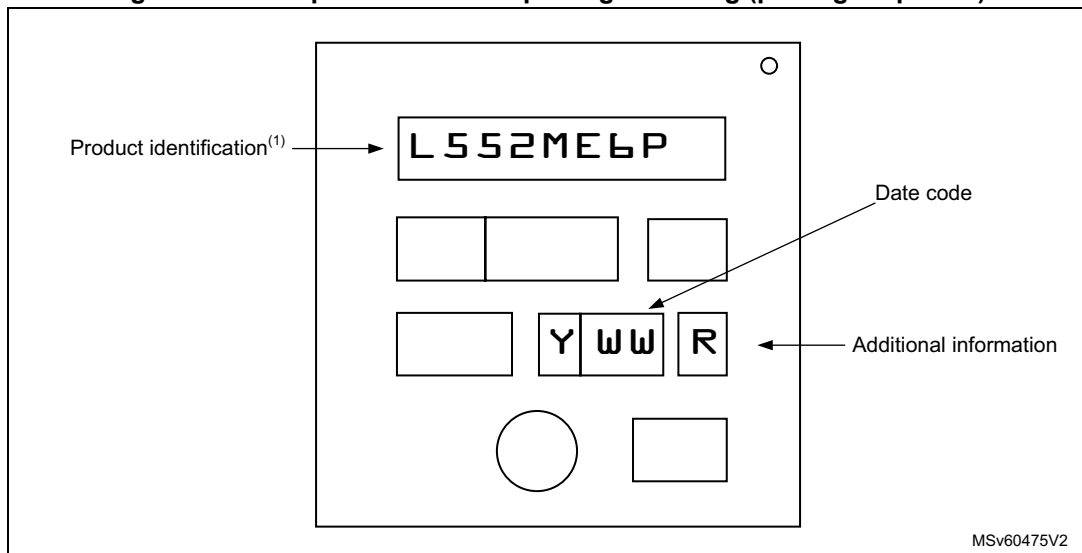 Product identification(1)
L552ME6P
Date code
Y WW R
Additional information
MSv60475V2